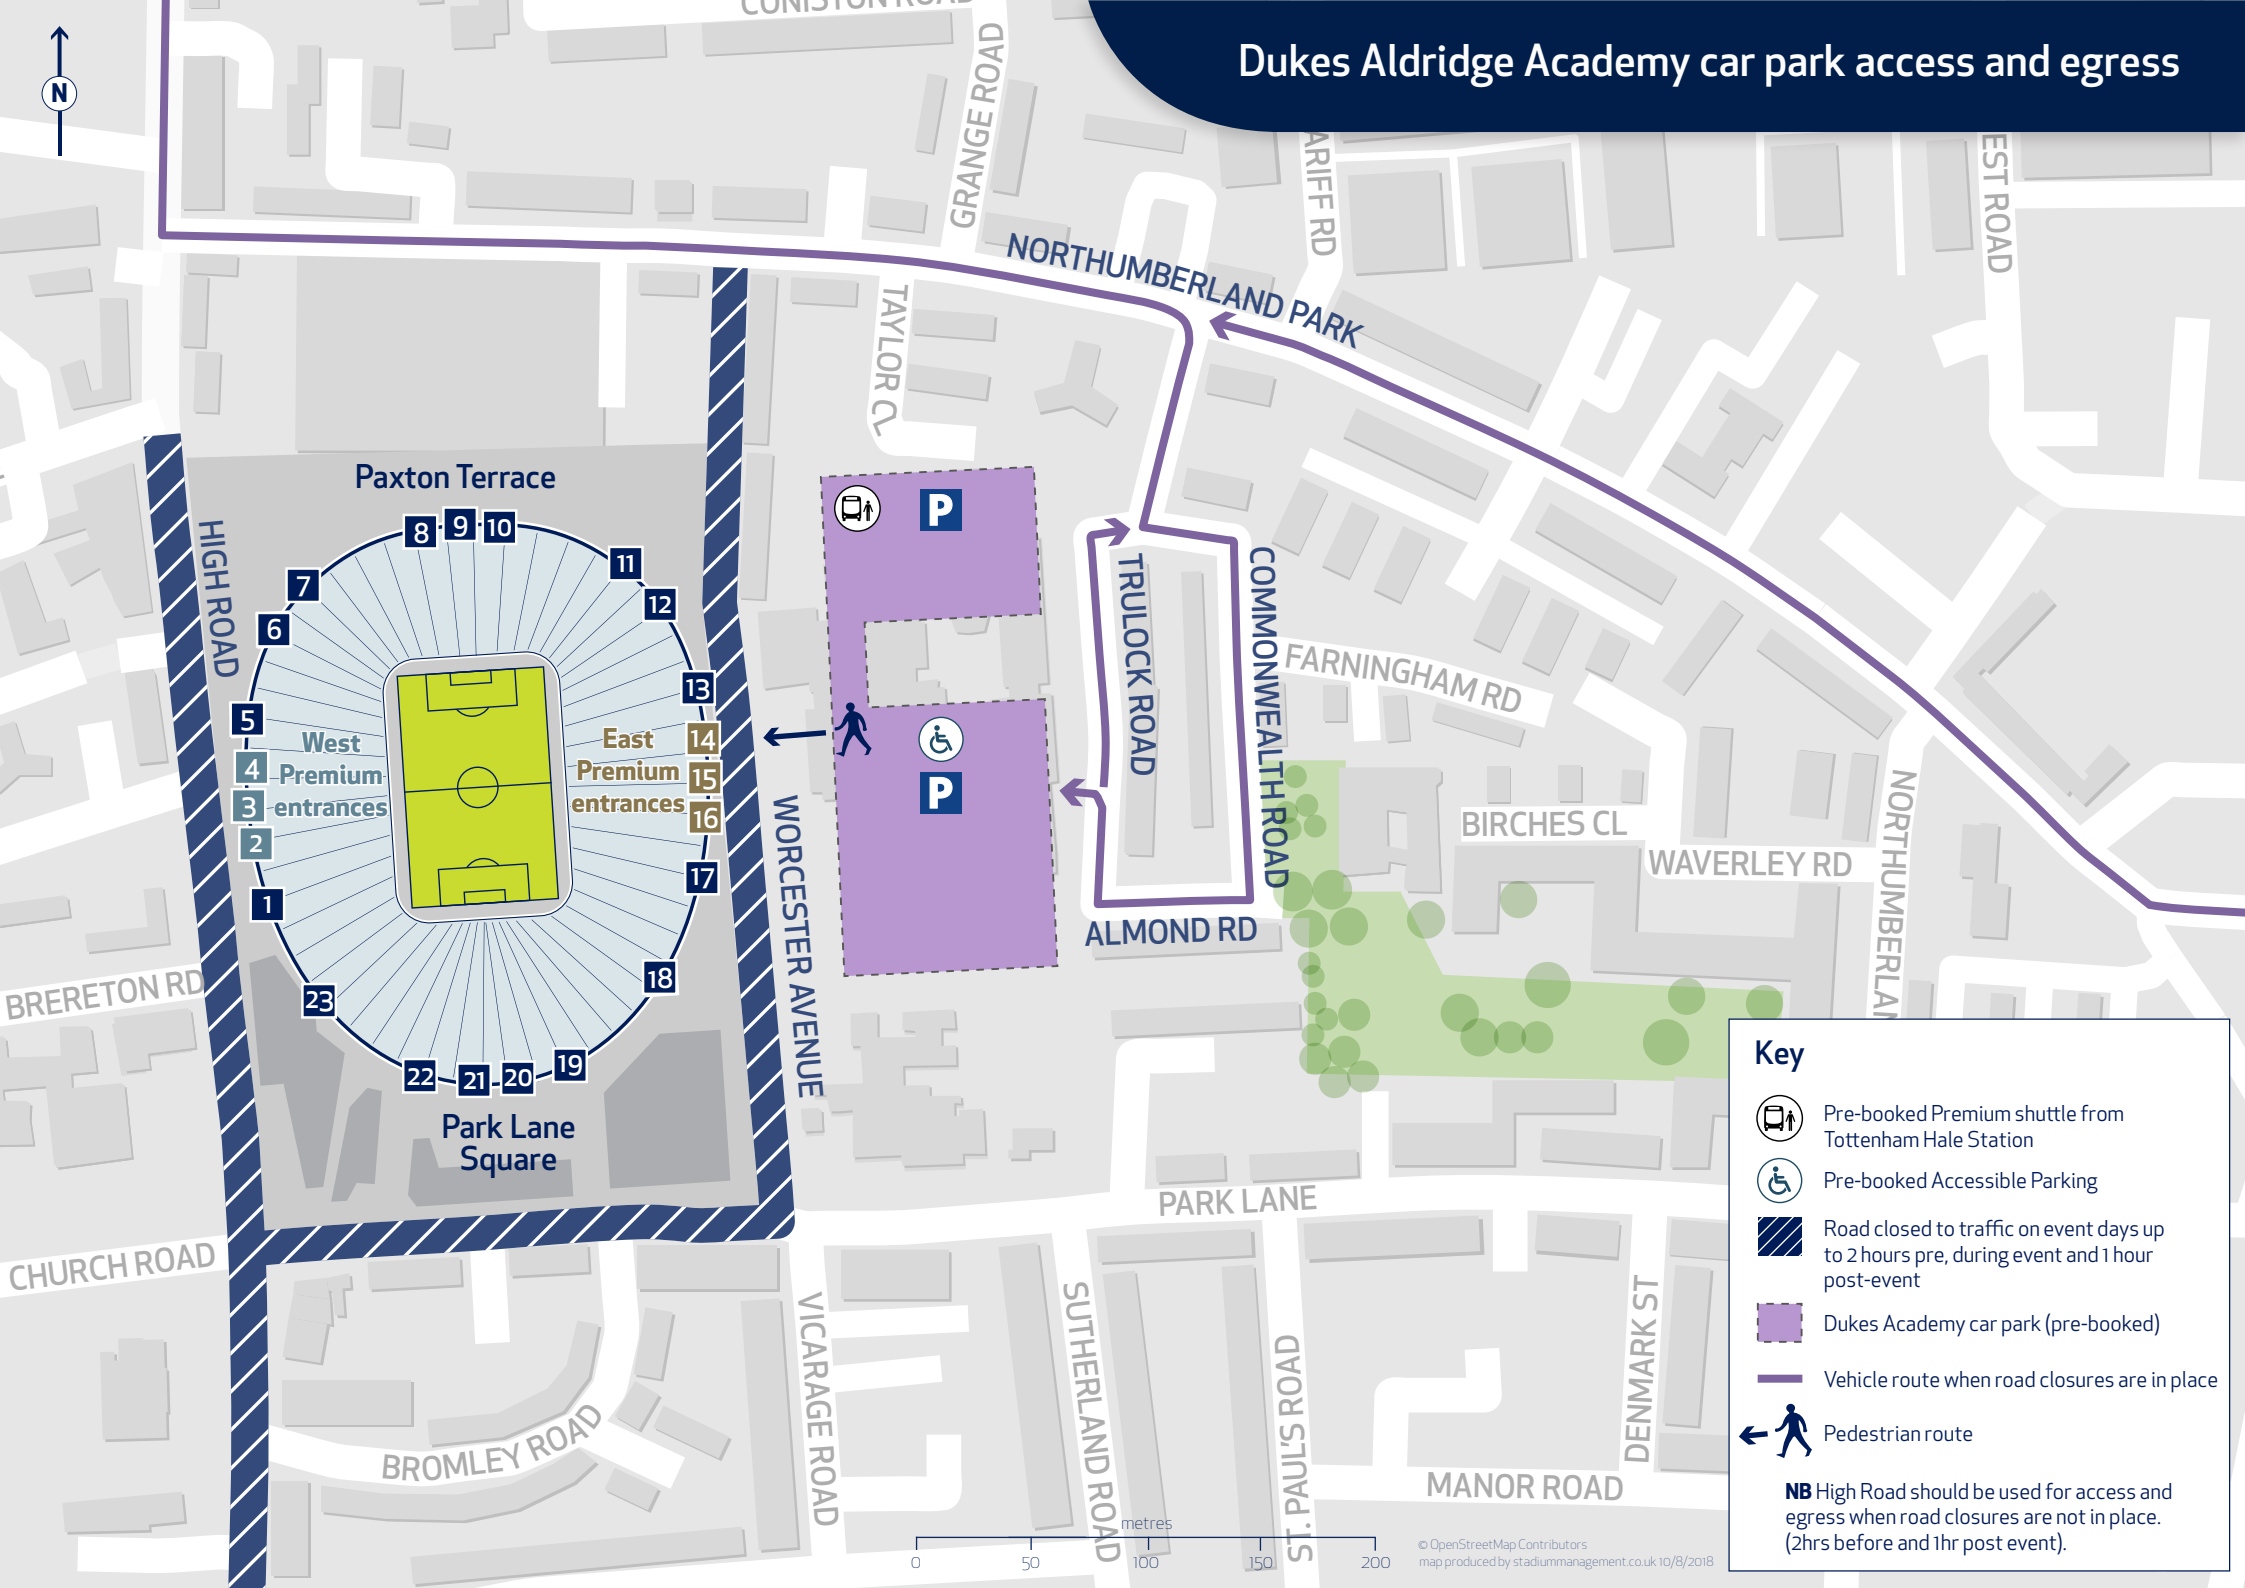 CONISTON ROAD
Dukes Aldridge Academy car park access and egress
N
GRANGE ROAD
ARIFF RD
EST ROAD
NORTHUMBERLAND PARK
TAYLOR CL
Paxton Terrace
HIGH ROAD
8
9
10
11
7
12
6
13
5
14
4
15
3
16
2
17
1
18
23
19
22
21
20
West
Premium
entrances
East
Premium
entrances
P
P
TRULOCK ROAD
COMMONWEALTH ROAD
FARNINGHAM RD
BIRCHES CL
WAVERLEY RD
NORTHUMBERLAN
WORCESTER AVENUE
ALMOND RD
BRERETON RD
Park Lane
Square
PARK LANE
CHURCH ROAD
VICARAGE ROAD
SUTHERLAND ROAD
ST. PAUL'S ROAD
DENMARK ST
BROMLEY ROAD
MANOR ROAD
metres
0
50
100
150
200
© OpenStreetMap Contributors
map produced by stadiummanagement.co.uk 10/8/2018
Key
Pre-booked Premium shuttle from
Tottenham Hale Station
Pre-booked Accessible Parking
Road closed to traffic on event days up
to 2 hours pre, during event and 1 hour
post-event
Dukes Academy car park (pre-booked)
Vehicle route when road closures are in place
Pedestrian route
NB High Road should be used for access and
egress when road closures are not in place.
(2hrs before and 1hr post event).